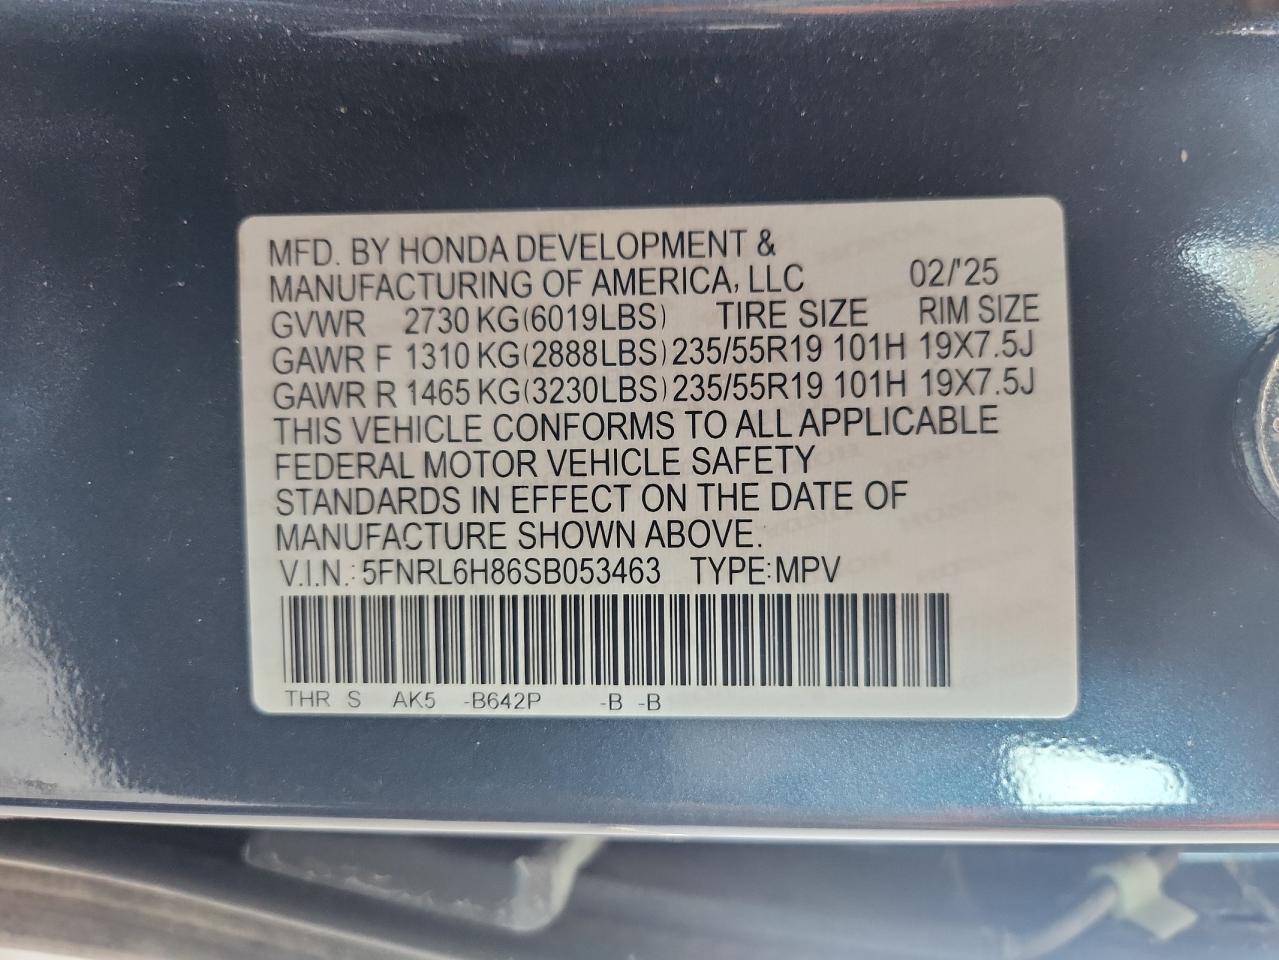 MFD. BY HONDA DEVELOPMENT &
MANUFACTURING OF AMERICA, LLC 02/'25
GVWR 2730 KG(6019LBS) TIRE SIZE RIM SIZE
GAWR F 1310 KG(2888LBS) 235/55R19 101H 19X7.5J
GAWR R 1465 KG(3230LBS) 235/55R19 101H 19X7.5J
THIS VEHICLE CONFORMS TO ALL APPLICABLE
FEDERAL MOTOR VEHICLE SAFETY
STANDARDS IN EFFECT ON THE DATE OF
MANUFACTURE SHOWN ABOVE.
V.I.N.: 5FNRL6H86SB053463 TYPE:MPV
THR S AK5 -B642P -B -B